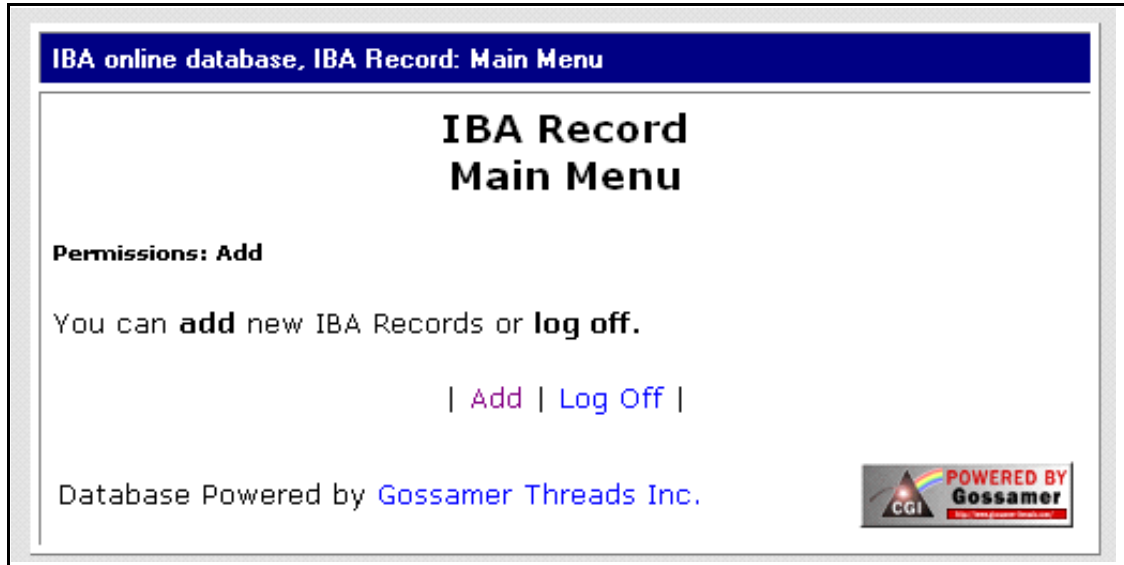 IBA online database, IBA Record: Main Menu
IBA Record
Main Menu
Permissions: Add
You can add new IBA Records or log off.
| Add | Log Off |
Database Powered by Gossamer Threads Inc.
POWERED BY
Gossamer
CGI